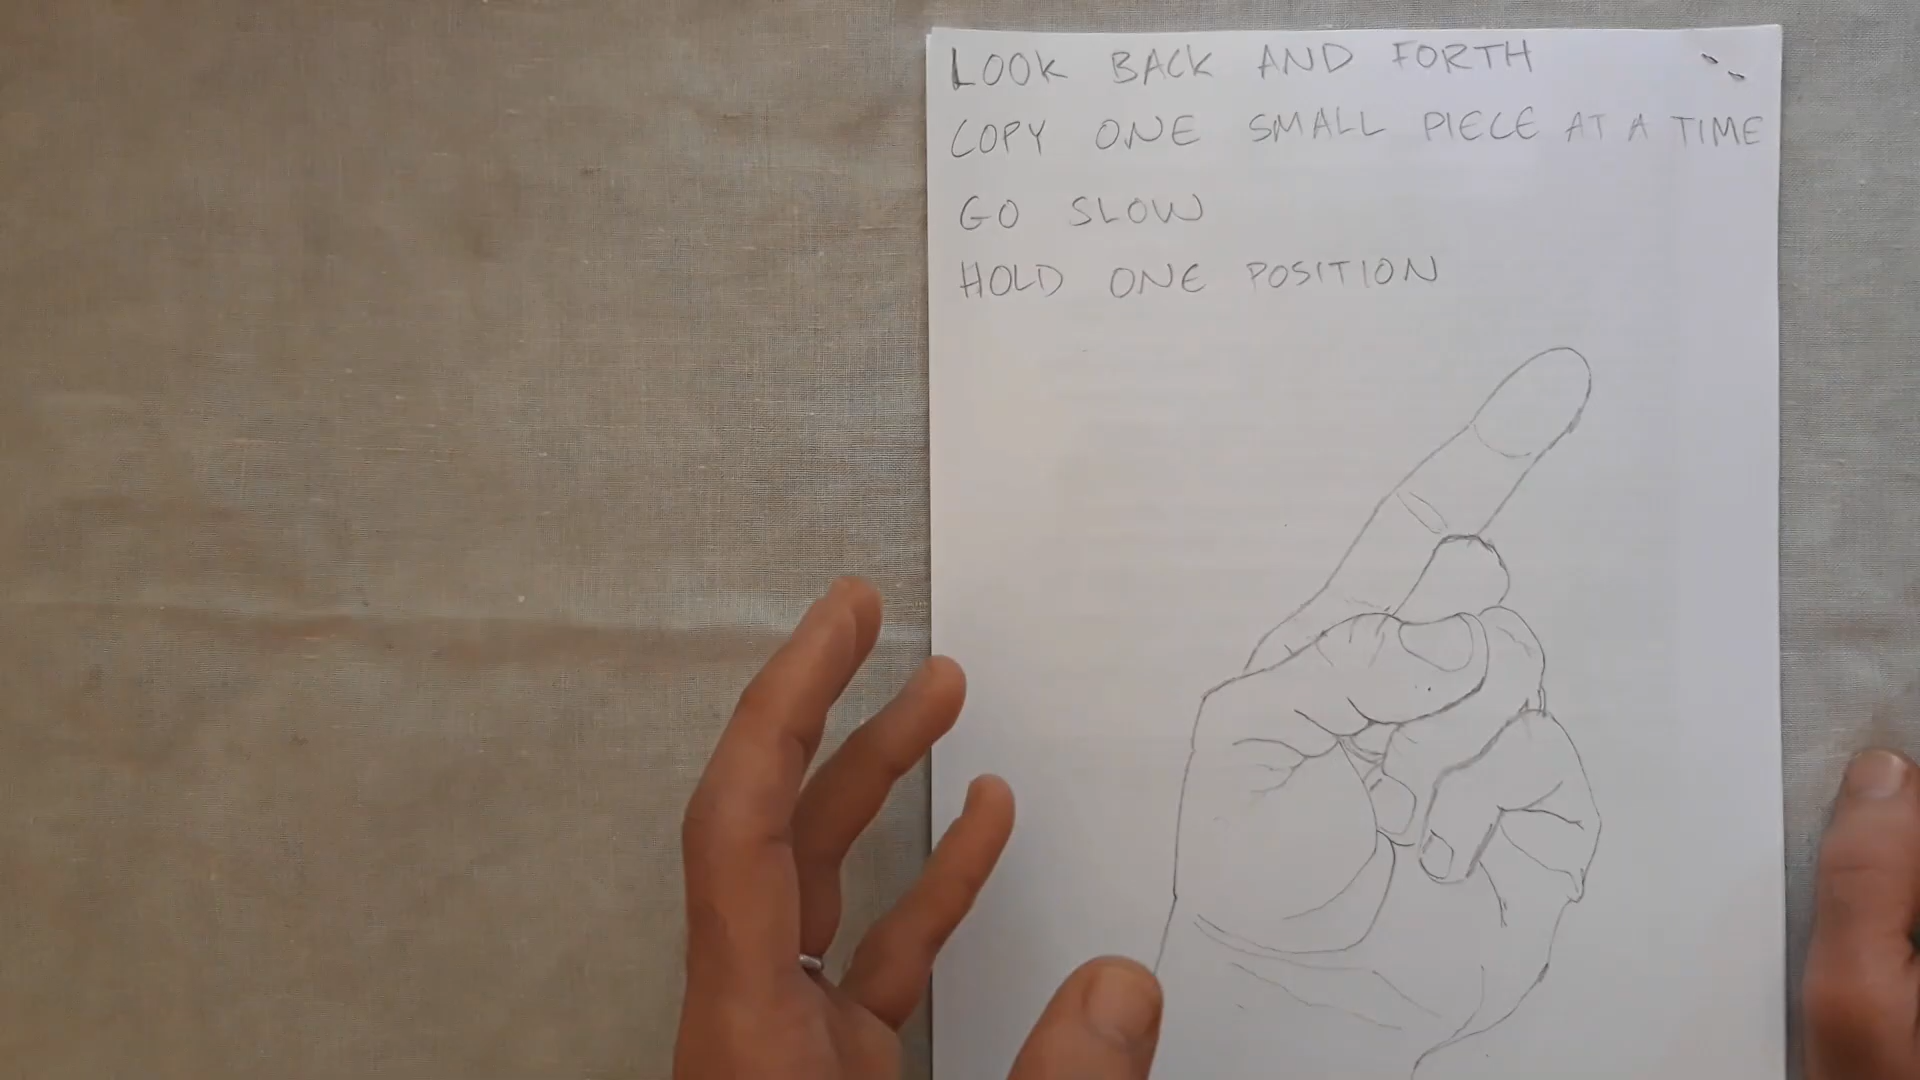 LOOK BACK AND FORTH
COPY ONE SMALL PIECE AT A TIME
GO SLOW
HOLD ONE POSITION